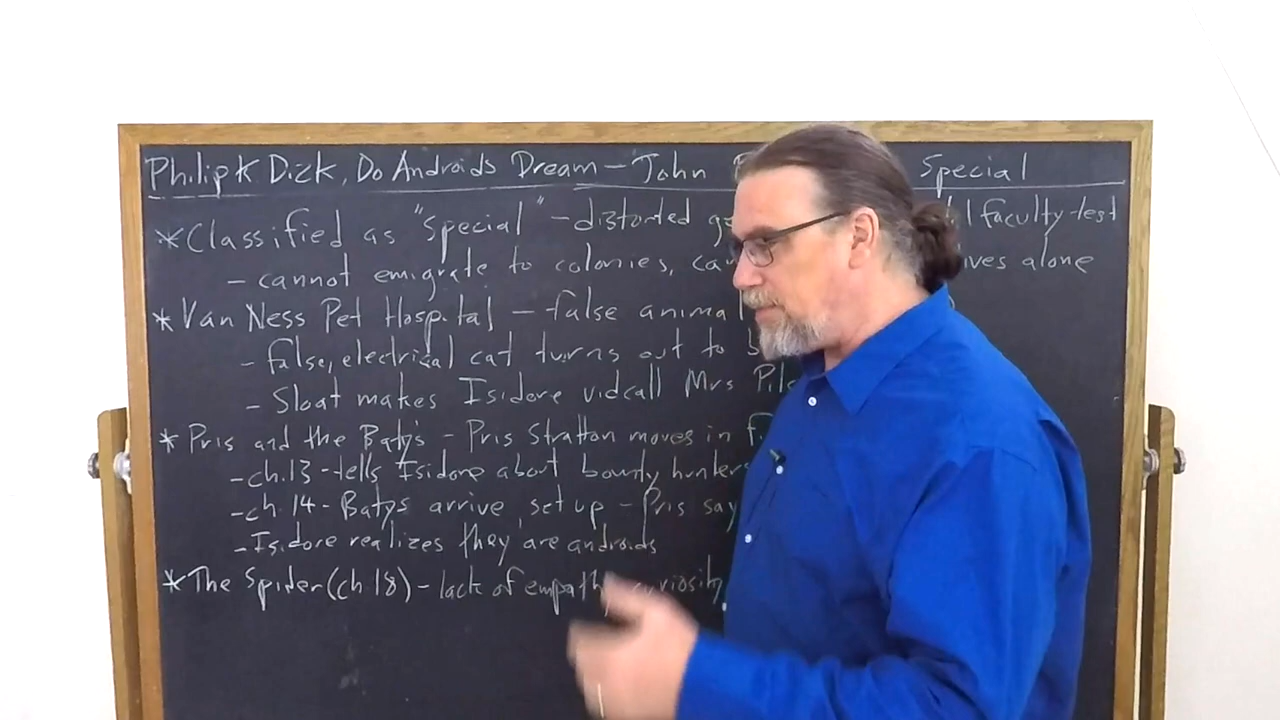 Philip K Dick, Do Androids Dream - John Special
*Classified as "Special" - distorted faculty-test
- cannot emigrate to colonies, alone
*Van Ness Pet Hospital - false animal
- false, electrical cat turns out to
- Sloat makes Isidore vidcall Mrs
* Pris and the Batys - Pris Stratton moves in
- ch.13 - tells Isidore about bounty hunters
- ch. 14 - Batys arrive, set up - Pris say
- Isidore realizes they are androids
* The Spider (ch. 18) - lack of empathy curiosity